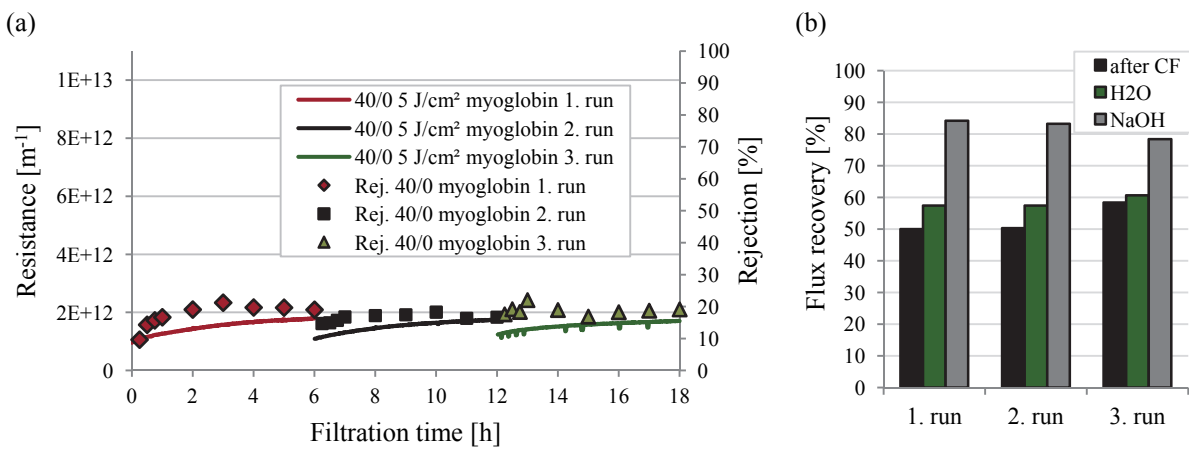 (a)
Resistance [m⁻¹]
1E+13
8E+12
6E+12
4E+12
2E+12
0
0 2 4 6 8 10 12 14 16 18
Filtration time [h]
100
90
80
70
60
50
40
30
20
10
0
Rejection [%]
40/0 5 J/cm² myoglobin 1. run
40/0 5 J/cm² myoglobin 2. run
40/0 5 J/cm² myoglobin 3. run
Rej. 40/0 myoglobin 1. run
Rej. 40/0 myoglobin 2. run
Rej. 40/0 myoglobin 3. run
(b)
Flux recovery [%]
100
90
80
70
60
50
40
30
20
10
0
after CF
H2O
NaOH
1. run 2. run 3. run